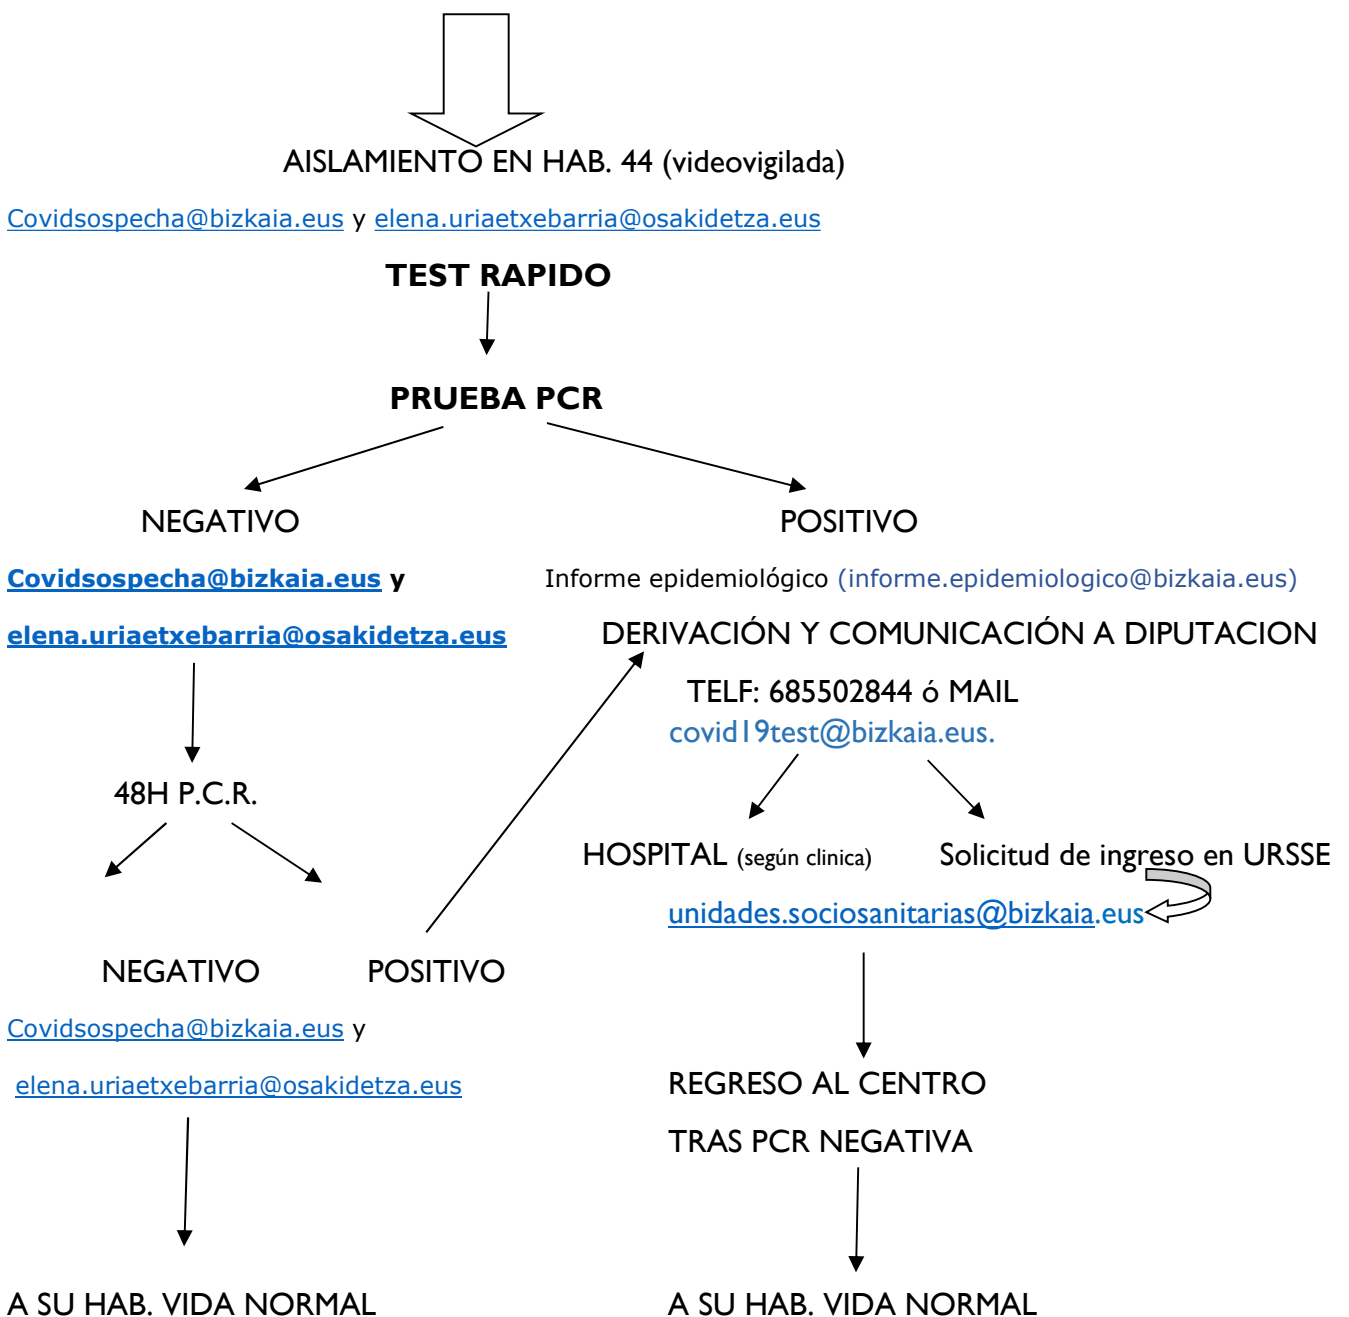 AISLAMIENTO EN HAB. 44 (videovigilada)
Covidsospecha@bizkaia.eus y elena.uriaetxebarria@osakidetza.eus
TEST RAPIDO
PRUEBA PCR
NEGATIVO
POSITIVO
Covidsospecha@bizkaia.eus y
Informe epidemiológico (informe.epidemiologico@bizkaia.eus)
elena.uriaetxebarria@osakidetza.eus
DERIVACIÓN Y COMUNICACIÓN A DIPUTACION
TELF: 685502844 ó MAIL
covid19test@bizkaia.eus.
48H P.C.R.
HOSPITAL (según clinica)
Solicitud de ingreso en URSSE
unidades.sociosanitarias@bizkaia.eus
NEGATIVO
POSITIVO
Covidsospecha@bizkaia.eus y
elena.uriaetxebarria@osakidetza.eus
REGRESO AL CENTRO
TRAS PCR NEGATIVA
A SU HAB. VIDA NORMAL
A SU HAB. VIDA NORMAL